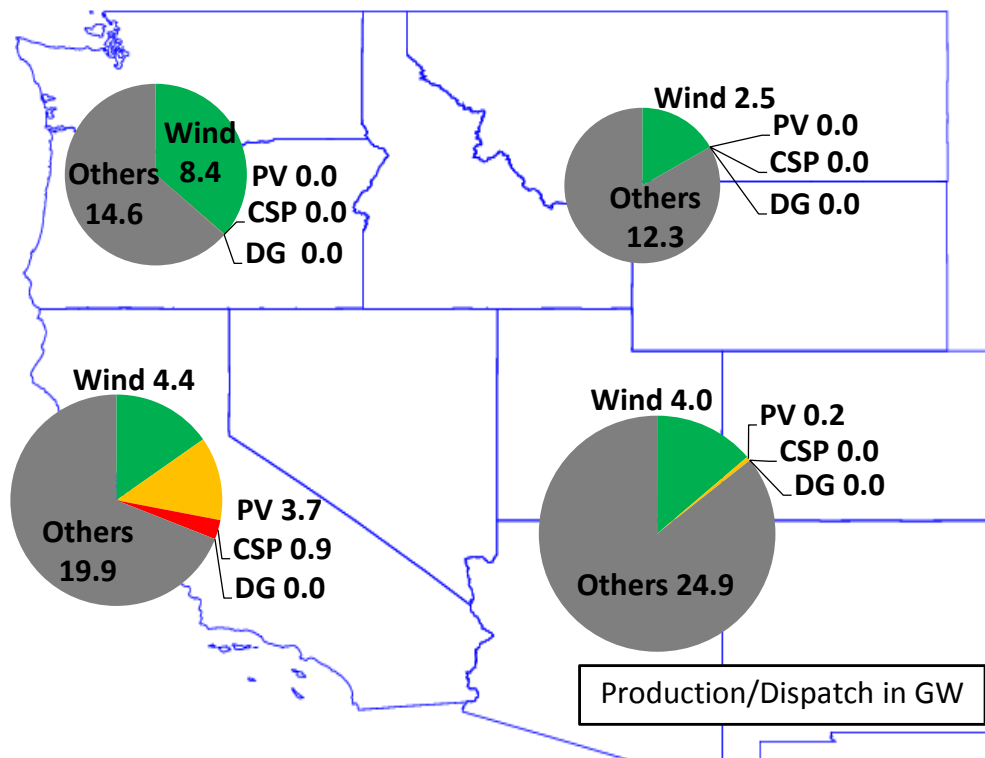 Wind
8.4
Others
14.6
PV 0.0
CSP 0.0
DG 0.0
Wind 2.5
PV 0.0
CSP 0.0
DG 0.0
Others
12.3
Wind 4.4
PV 3.7
CSP 0.9
DG 0.0
Others
19.9
Wind 4.0
PV 0.2
CSP 0.0
DG 0.0
Others 24.9
Production/Dispatch in GW